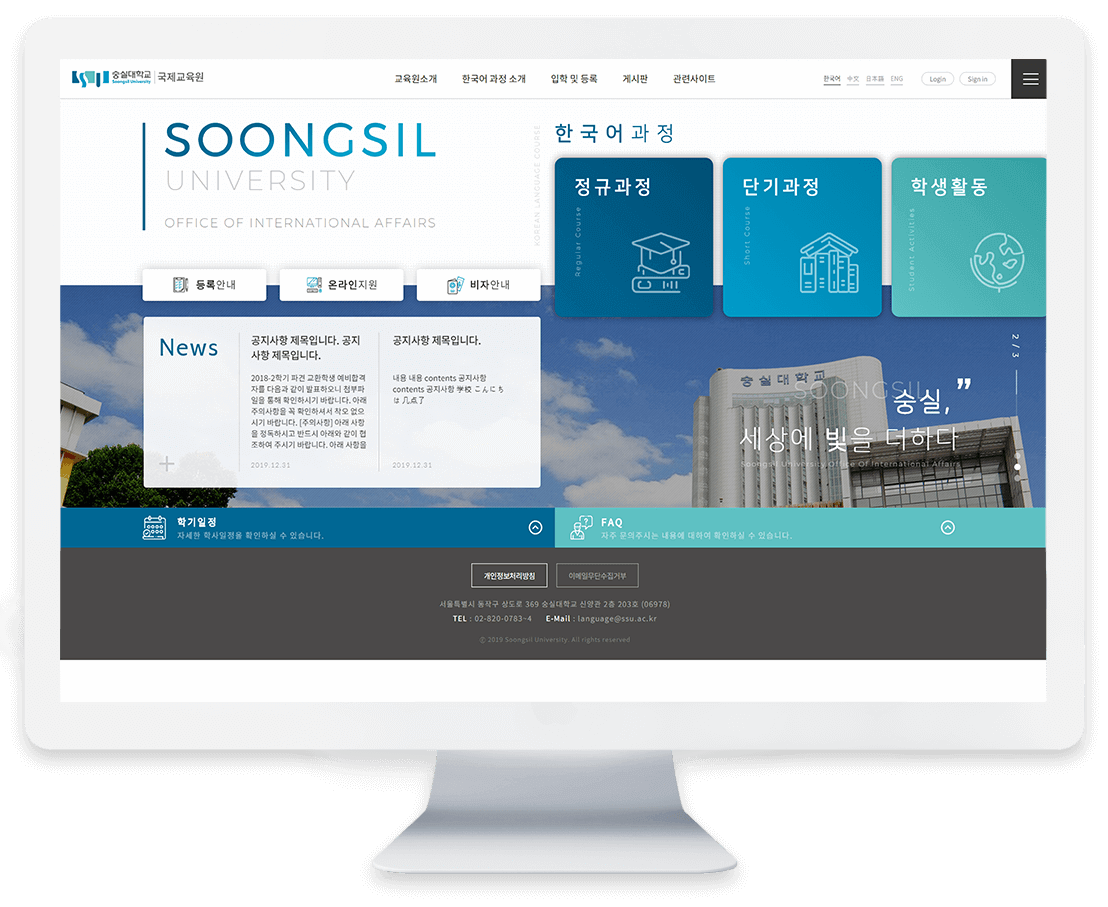 숭실대학교
Soongsil University
국제교육원
교육원소개 한국어 과정 소개 입학 및 등록 게시판 관련사이트
한국어 中文 日本語 ENG
Login Sign in
SOONGSIL
UNIVERSITY
OFFICE OF INTERNATIONAL AFFAIRS
KOREAN LANGUAGE COURSE
한국어과정
정규과정
Regular Course
단기과정
Short Course
학생활동
Student Activities
등록안내
온라인지원
비자안내
News
공지사항 제목입니다. 공지
사항 제목입니다.
2018-2학기 파견 교환학생 예비합격
자를 다음과 같이 발표하오니 첨부파
일을 통해 확인하시기 바랍니다. 아래
주의사항을 꼭 확인하셔서 착오 없으
시기 바랍니다. [주의사항] 아래 사항
을 정독하시고 반드시 아래와 같이 협
조하여 주시기 바랍니다. 아래 사항을
2019.12.31
공지사항 제목입니다.
내용 내용 contents 공지사항
contents 공지사항 学校 こんにち
は 几点了
2019.12.31
2/3
숭실대학교
SOONGSIL
숭실,”
세상에 빛을 더하다
Soongsil University Office Of International Affairs
학기일정
자세한 학사일정을 확인하실 수 있습니다.
FAQ
자주 문의주시는 내용에 대하여 확인하실 수 있습니다.
개인정보처리방침
이메일무단수집거부
서울특별시 동작구 상도로 369 숭실대학교 신양관 2층 203호 (06978)
TEL : 02-820-0783~4 E-Mail : language@ssu.ac.kr
© 2019 Soongsil University. All rights reserved